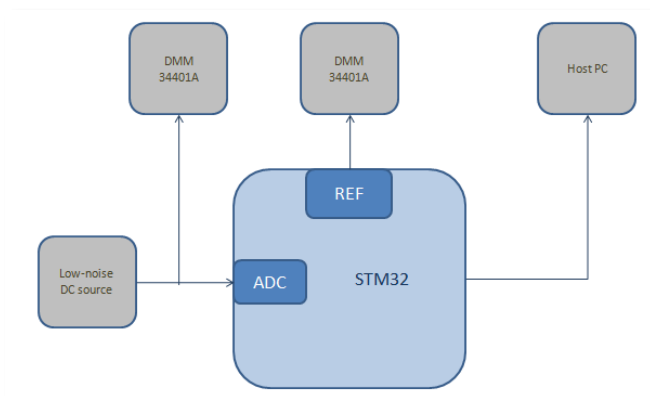 DMM
34401A
DMM
34401A
Host PC
REF
Low-noise
DC source
ADC
STM32